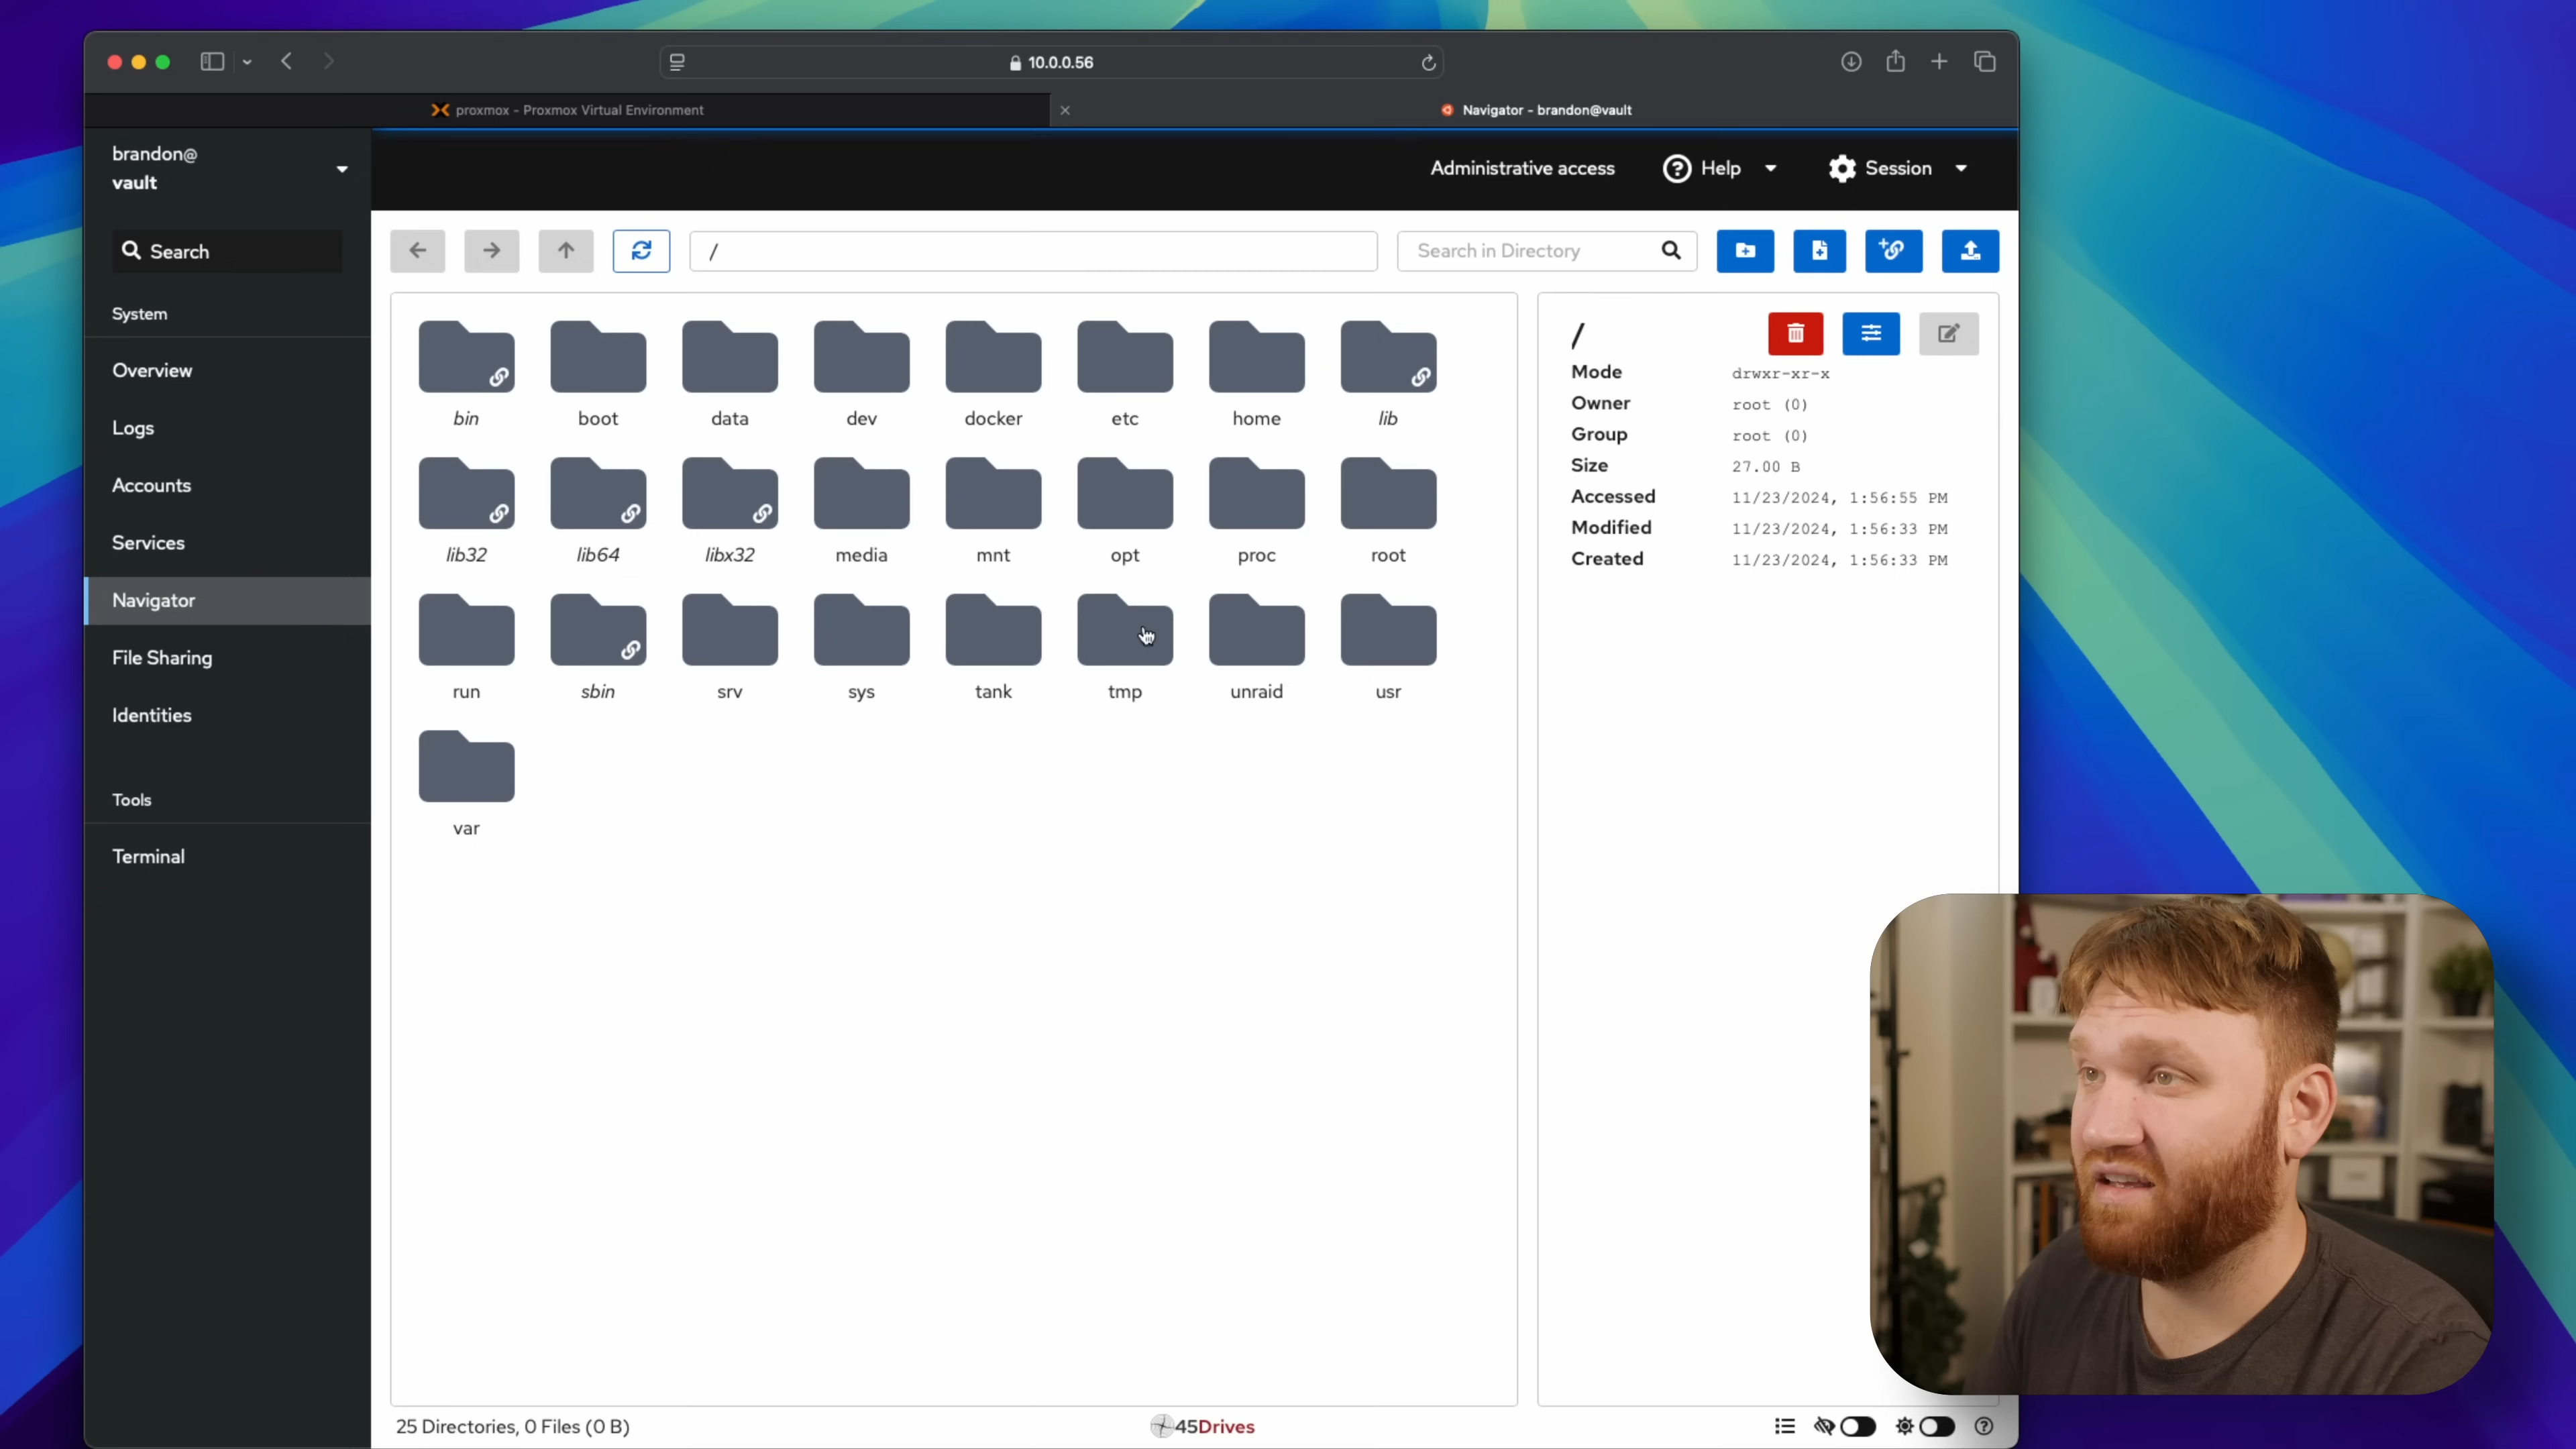 10.0.0.56
proxmox - Proxmox Virtual Environment
Navigator - brandon@vault
brandon@
vault
Administrative access
Help
Session
Search
/
Search in Directory
System
Overview
Logs
Accounts
Services
Navigator
File Sharing
Identities
Tools
Terminal
bin boot data dev docker etc home lib
lib32 lib64 libx32 media mnt opt proc root
run sbin srv sys tank tmp unraid usr
var
/
Mode drwxr-xr-x
Owner root (0)
Group root (0)
Size 27.00 B
Accessed 11/23/2024, 1:56:55 PM
Modified 11/23/2024, 1:56:33 PM
Created 11/23/2024, 1:56:33 PM
25 Directories, 0 Files (0 B)
45Drives